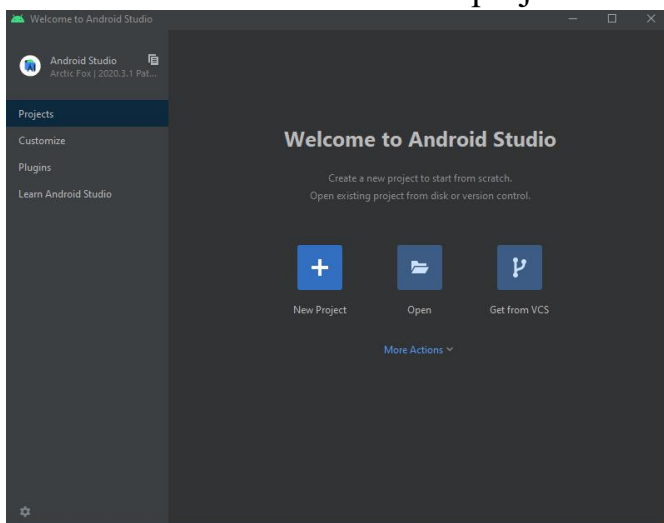 Welcome to Android Studio
Android Studio
Arctic Fox | 2020.3.1 Pat...
Projects
Customize
Plugins
Learn Android Studio
Welcome to Android Studio
Create a new project to start from scratch.
Open existing project from disk or version control.
New Project
Open
Get from VCS
More Actions